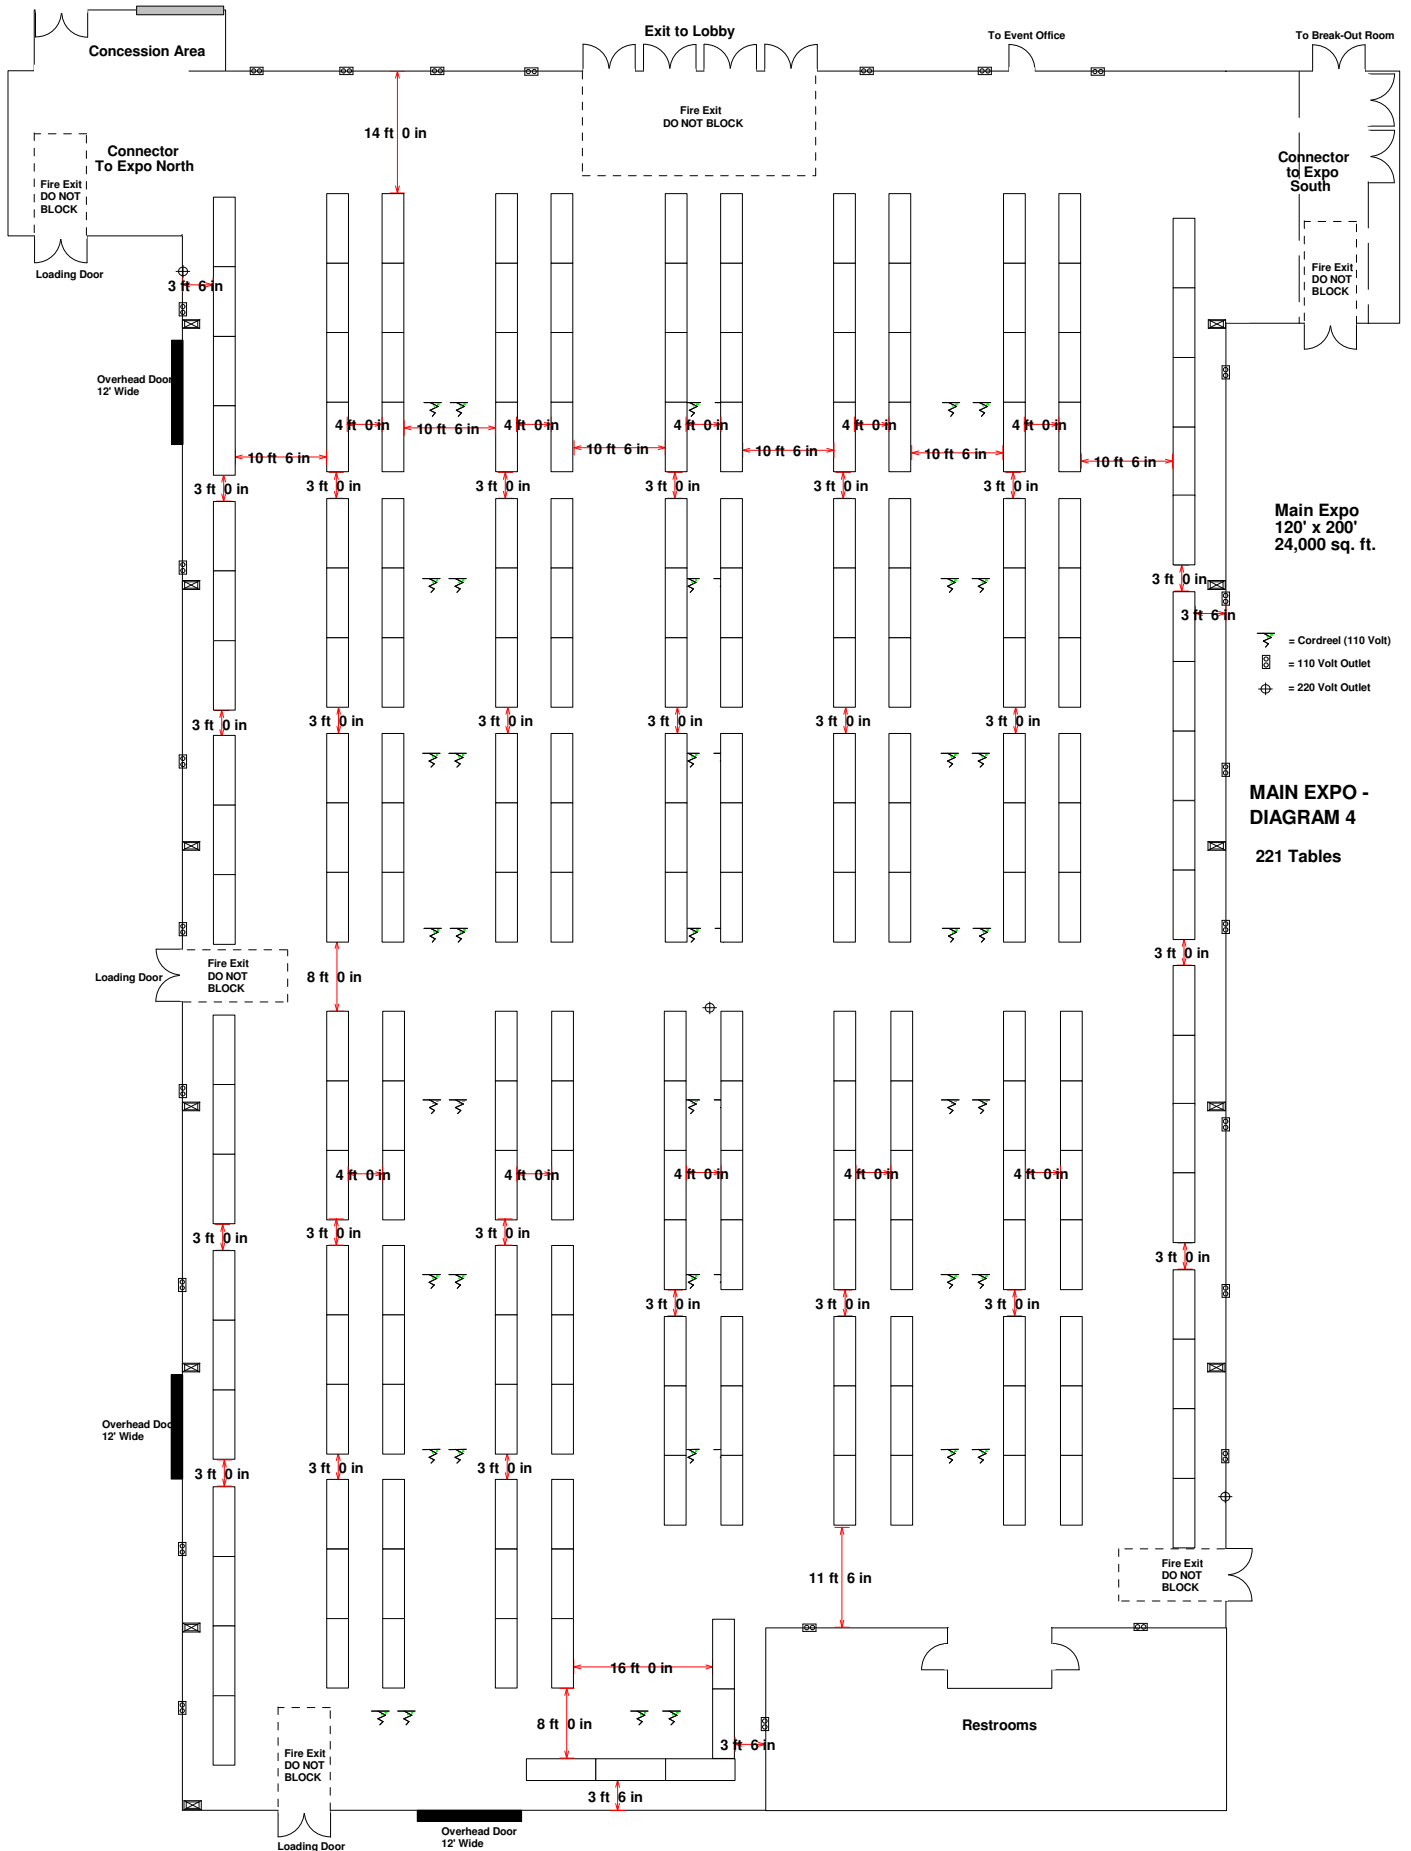 Exit to Lobby
To Event Office
To Break-Out Room
Concession Area
Fire Exit
DO NOT BLOCK
14 ft 0 in
Connector
To Expo North
Connector
to Expo
South
Fire Exit
DO NOT
BLOCK
Loading Door
Fire Exit
DO NOT
BLOCK
3 ft 6 in
Overhead Door
12' Wide
4 ft 0 in
10 ft 6 in
4 ft 0 in
4 ft 0 in
4 ft 0 in
4 ft 0 in
10 ft 6 in
10 ft 6 in
10 ft 6 in
10 ft 6 in
10 ft 6 in
3 ft 0 in
3 ft 0 in
3 ft 0 in
3 ft 0 in
3 ft 0 in
3 ft 0 in
Main Expo
120' x 200'
24,000 sq. ft.
3 ft 0 in
3 ft 6 in
= Cordreel (110 Volt)
= 110 Volt Outlet
= 220 Volt Outlet
3 ft 0 in
3 ft 0 in
3 ft 0 in
3 ft 0 in
3 ft 0 in
3 ft 0 in
MAIN EXPO -
DIAGRAM 4
221 Tables
3 ft 0 in
Loading Door
Fire Exit
DO NOT
BLOCK
8 ft 0 in
4 ft 0 in
4 ft 0 in
4 ft 0 in
4 ft 0 in
4 ft 0 in
3 ft 0 in
3 ft 0 in
3 ft 0 in
3 ft 0 in
3 ft 0 in
3 ft 0 in
3 ft 0 in
Overhead Doo
12' Wide
3 ft 0 in
3 ft 0 in
3 ft 0 in
11 ft 6 in
Fire Exit
DO NOT
BLOCK
16 ft 0 in
8 ft 0 in
3 ft 6 in
Restrooms
Fire Exit
DO NOT
BLOCK
3 ft 6 in
Overhead Door
12' Wide
Loading Door